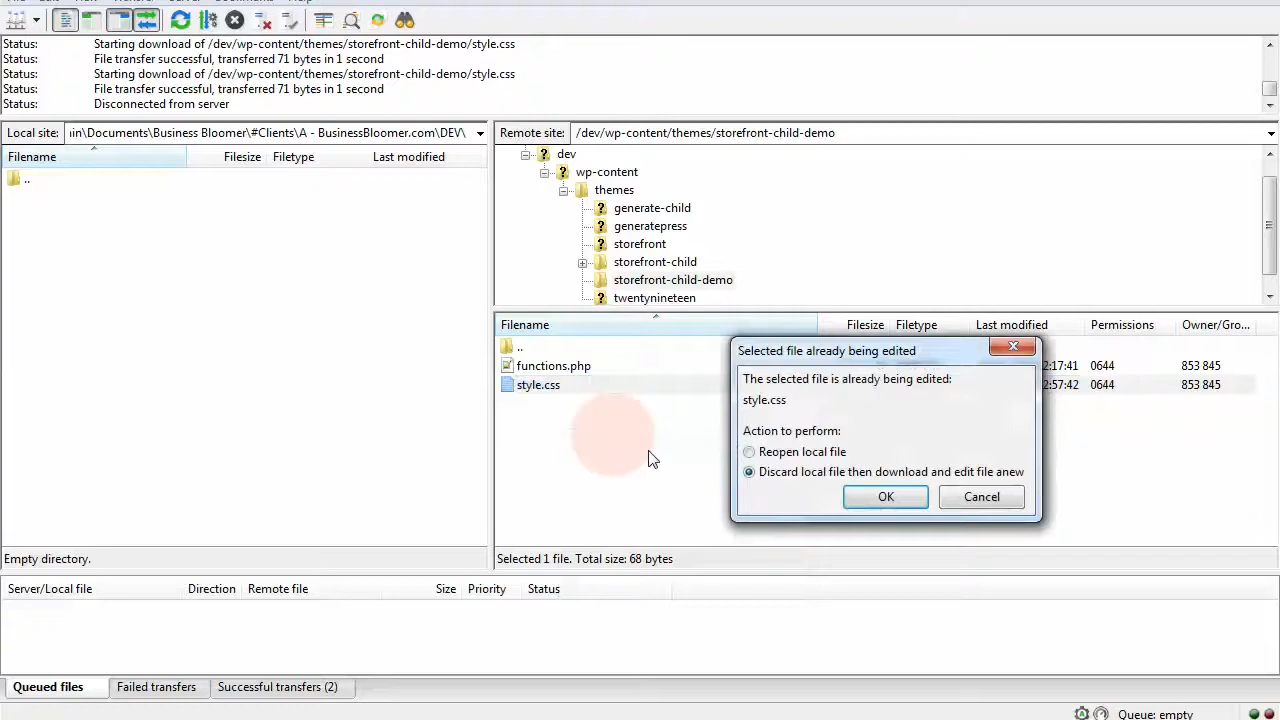 Status: Starting download of /dev/wp-content/themes/storefront-child-demo/style.css
Status: File transfer successful, transferred 71 bytes in 1 second
Status: Starting download of /dev/wp-content/themes/storefront-child-demo/style.css
Status: File transfer successful, transferred 71 bytes in 1 second
Status: Disconnected from server
Local site: \Documents\Business Bloomer\#Clients\A - BusinessBloomer.com\DEV\
Filename Filesize Filetype Last modified
..
Empty directory.
Remote site: /dev/wp-content/themes/storefront-child-demo
dev
wp-content
themes
generate-child
generatepress
storefront
storefront-child
storefront-child-demo
twentynineteen
Filename Filesize Filetype Last modified Permissions Owner/Gro...
..
functions.php 2:17:41 0644 853 845
style.css 2:57:42 0644 853 845
Selected 1 file. Total size: 68 bytes
Selected file already being edited
The selected file is already being edited:
style.css
Action to perform:
Reopen local file
Discard local file then download and edit file anew
OK Cancel
Server/Local file Direction Remote file Size Priority Status
Queued files Failed transfers Successful transfers (2)
Queue: empty